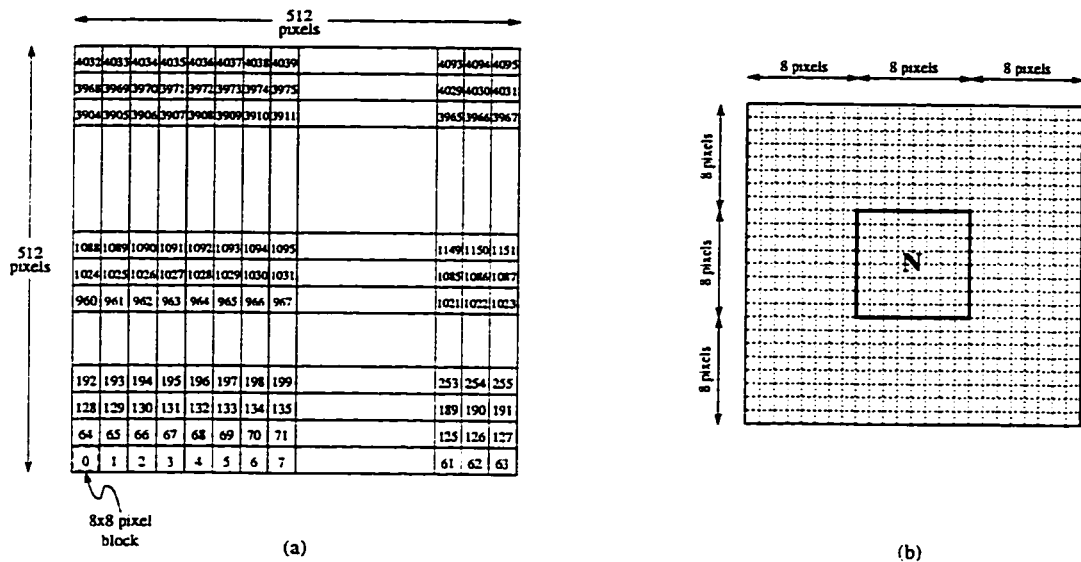 512
pixels
4032 4033 4034 4035 4036 4037 4038 4039 4093 4094 4095
3968 3969 3970 3971 3972 3973 3974 3975 4029 4030 4031
3904 3905 3906 3907 3908 3909 3910 3911 3965 3966 3967
512
pixels
1088 1089 1090 1091 1092 1093 1094 1095 1149 1150 1151
1024 1025 1026 1027 1028 1029 1030 1031 1085 1086 1087
960 961 962 963 964 965 966 967 1021 1022 1023
192 193 194 195 196 197 198 199 253 254 255
128 129 130 131 132 133 134 135 189 190 191
64 65 66 67 68 69 70 71 125 126 127
0 1 2 3 4 5 6 7 61 62 63
8x8 pixel
block
(a)
8 pixels 8 pixels 8 pixels
8 pixels
8 pixels
8 pixels
N
(b)